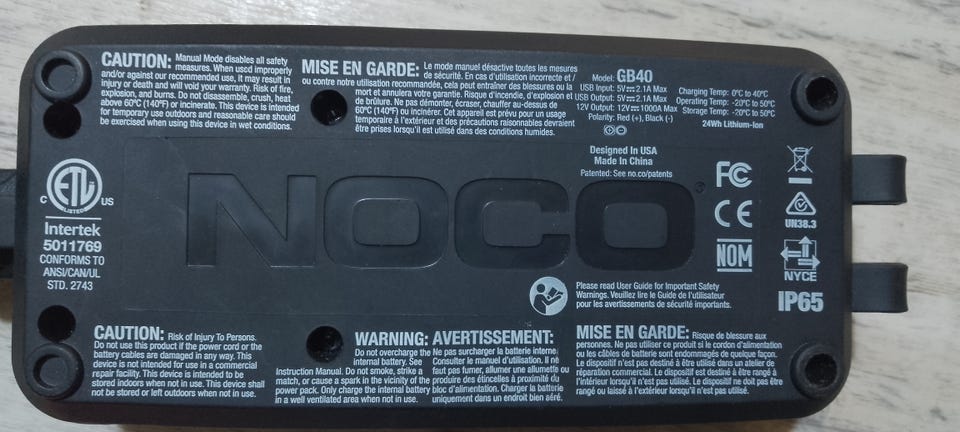 CAUTION: Manual Mode disables all safety
measures. When used improperly
and/or against our recommended use, it may result in
injury or death and will void your warranty. Risk of fire,
explosion, and burns. Do not disassemble, crush, heat
above 60°C (140°F) or incinerate. This device is intended
for temporary use outdoors and reasonable care should
be exercised when using this device in wet conditions.
MISE EN GARDE: Le mode manuel désactive toutes les mesures
de sécurité. En cas d'utilisation incorrecte et /
ou contre notre utilisation recommandée, cela peut entraîner des blessures ou la
mort et annulera votre garantie. Risque d'incendie, d'explosion et
de brûlure. Ne pas démonter, écraser, chauffer au-dessus de
60°C (140°F) ou incinérer. Cet appareil est prévu pour un usage
temporaire à l'extérieur et des précautions raisonnables devraient
être prises lorsqu'il est utilisé dans des conditions humides.
Model: GB40
USB Input: 5V⎓2.1A Max
USB Output: 5V⎓2.1A Max
12V Output: 12V⎓1000A Max
Polarity: Red (+), Black (-)
Charging Temp: 0°C to 40°C
Operating Temp: -20°C to 50°C
Storage Temp: -20°C to 50°C
24Wh Lithium-Ion
Designed In USA
Made In China
Patented: See no.co/patents
ETL
C LISTED US
Intertek
5011769
CONFORMS TO
ANSI/CAN/UL
STD. 2743
NOCO®
FC
CE
NOM
UN38.3
NYCE
IP65
Please read User Guide for Important Safety
Warnings. Veuillez lire le Guide de l'utilisateur
pour les avertissements de sécurité importants.
CAUTION: Risk of Injury To Persons.
Do not use this product if the power cord or the
battery cables are damaged in any way. This
device is not intended for use in a commercial
repair facility. This device is intended to be
stored indoors when not in use. This device shall
not be stored or left outdoors when not in use.
WARNING:
Do not overcharge the
internal battery. See
Instruction Manual. Do not smoke, strike a
match, or cause a spark in the vicinity of the
power pack. Only charge the internal battery
in a well ventilated area when not in use.
AVERTISSEMENT:
Ne pas surcharger la batterie interne.
Consulter le manuel d'utilisation. Il ne
faut pas fumer, allumer une allumette ou
produire des étincelles à proximité du
bloc d'alimentation. Charger la batterie
uniquement dans un endroit bien aéré.
MISE EN GARDE: Risque de blessure aux
personnes. Ne pas utiliser ce produit si le cordon d'alimentation
ou les câbles de batterie sont endommagés de quelque façon.
Le dispositif n'est pas destiné à être utilisé dans un atelier de
réparation commercial. Le dispositif est destiné à être rangé à
l'intérieur lorsqu'il n'est pas utilisé. Le dispositif ne doit pas être
rangé ou laissé à l'extérieur lorsqu'il n'est pas utilisé.